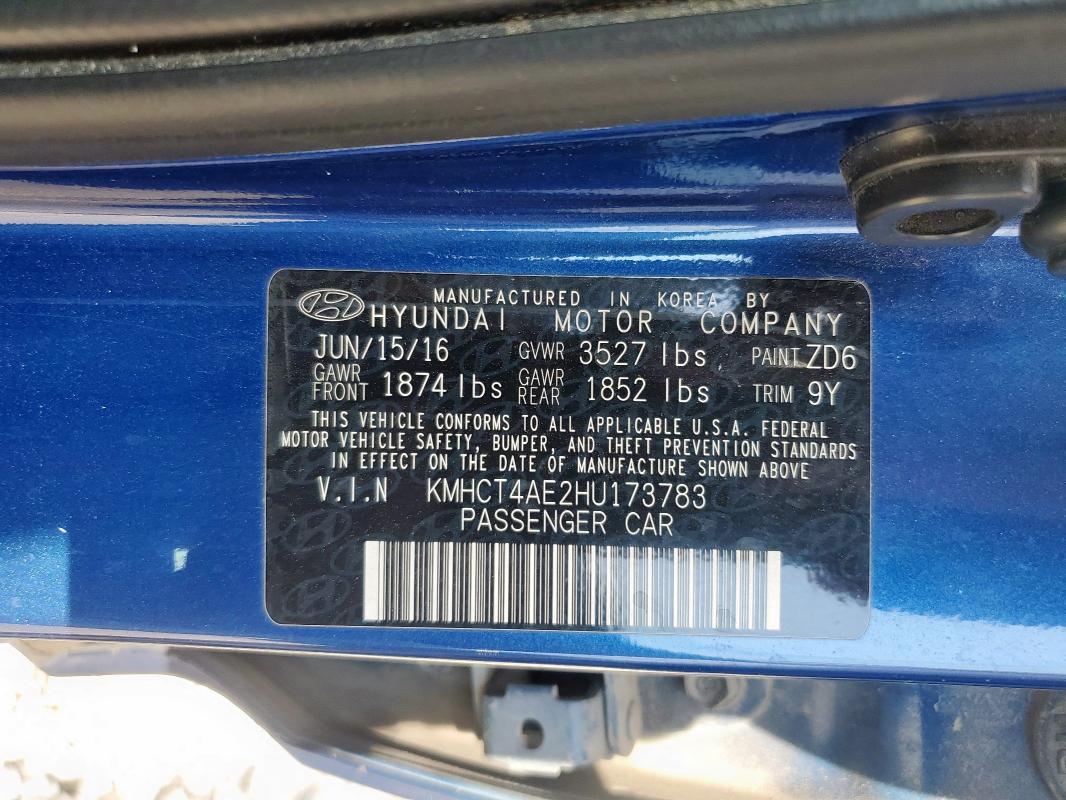 MANUFACTURED IN KOREA BY
HYUNDAI MOTOR COMPANY
JUN/15/16 GVWR 3527 lbs PAINT ZD6
GAWR FRONT 1874 lbs GAWR REAR 1852 lbs TRIM 9Y
THIS VEHICLE CONFORMS TO ALL APPLICABLE U.S.A. FEDERAL
MOTOR VEHICLE SAFETY, BUMPER, AND THEFT PREVENTION STANDARDS
IN EFFECT ON THE DATE OF MANUFACTURE SHOWN ABOVE
V.I.N KMHCT4AE2HU173783
PASSENGER CAR